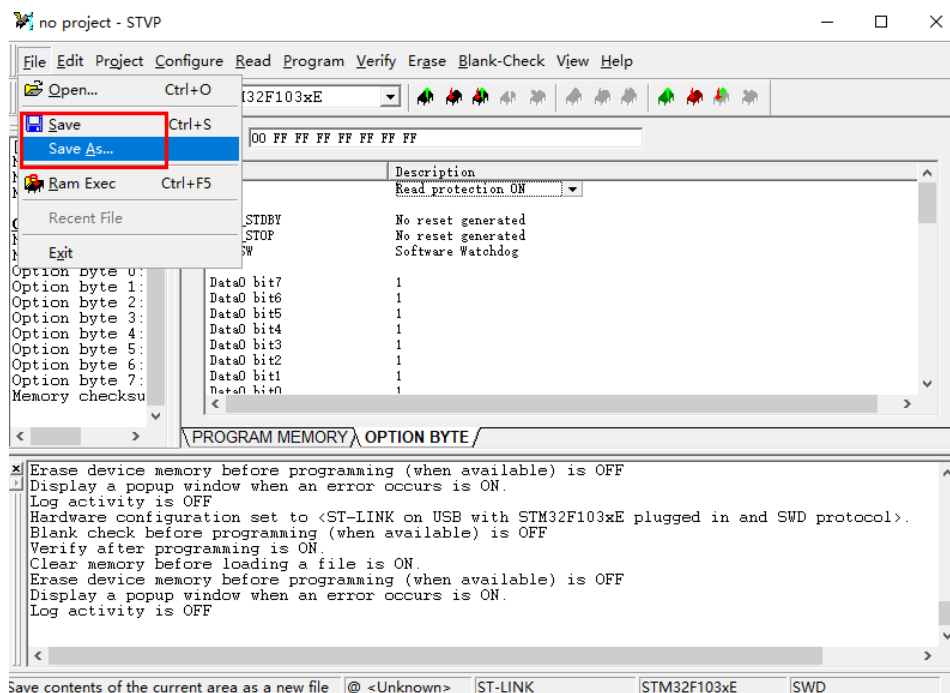 no project - STVP
File Edit Project Configure Read Program Verify Erase Blank-Check View Help
Open... Ctrl+O
32F103xE
Save Ctrl+S
00 FF FF FF FF FF FF FF
Save As...
Description
Ram Exec Ctrl+F5
Read protection ON
Recent File
_STDBY No reset generated
_STOP No reset generated
Exit
SW Software Watchdog
Option byte 0:
Option byte 1:
Option byte 2:
Option byte 3:
Option byte 4:
Option byte 5:
Option byte 6:
Option byte 7:
Memory checksu
Data0 bit7 1
Data0 bit6 1
Data0 bit5 1
Data0 bit4 1
Data0 bit3 1
Data0 bit2 1
Data0 bit1 1
Data0 bit0 1
PROGRAM MEMORY OPTION BYTE
Erase device memory before programming (when available) is OFF
Display a popup window when an error occurs is ON.
Log activity is OFF
Hardware configuration set to <ST-LINK on USB with STM32F103xE plugged in and SWD protocol>.
Blank check before programming (when available) is OFF
Verify after programming is ON.
Clear memory before loading a file is ON.
Erase device memory before programming (when available) is OFF
Display a popup window when an error occurs is ON.
Log activity is OFF
Save contents of the current area as a new file @ <Unknown> ST-LINK STM32F103xE SWD